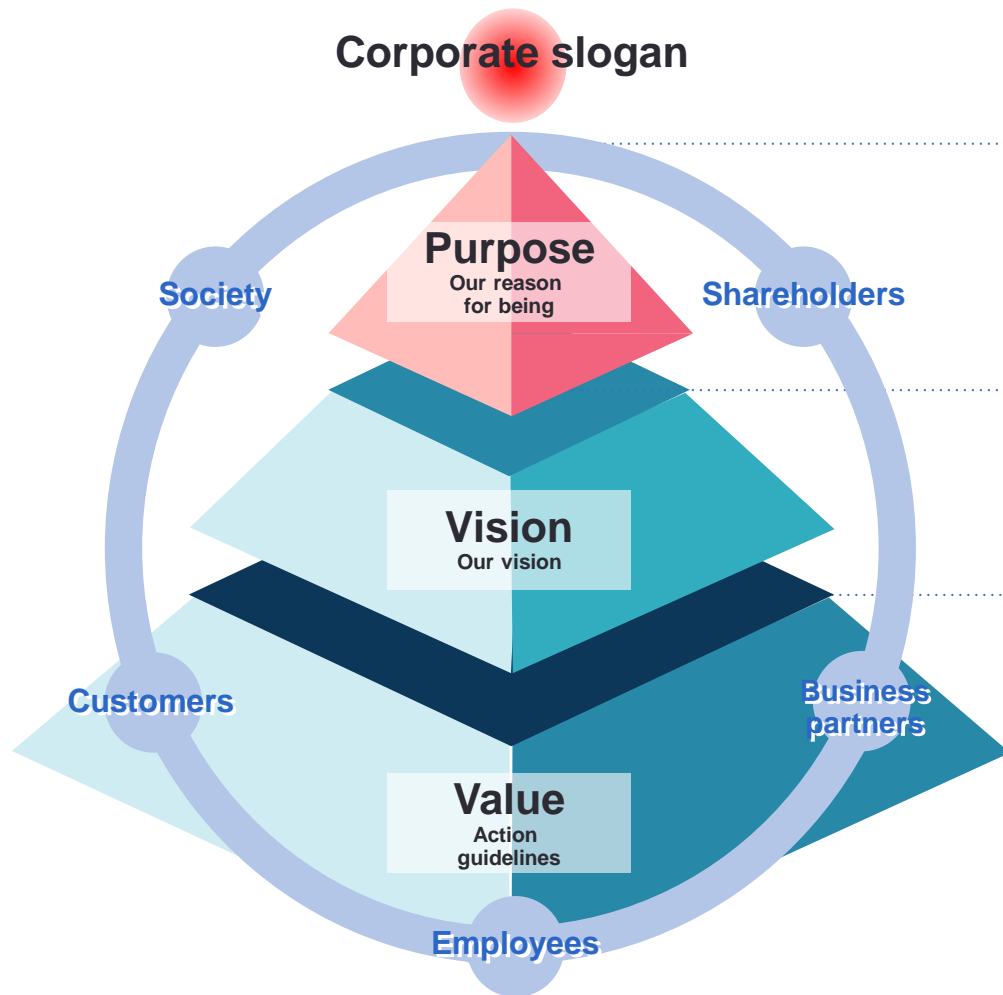 Corporate slogan
Purpose
Our reason
for being
Society
Shareholders
Vision
Our vision
Customers
Business
partners
Value
Action
guidelines
Employees